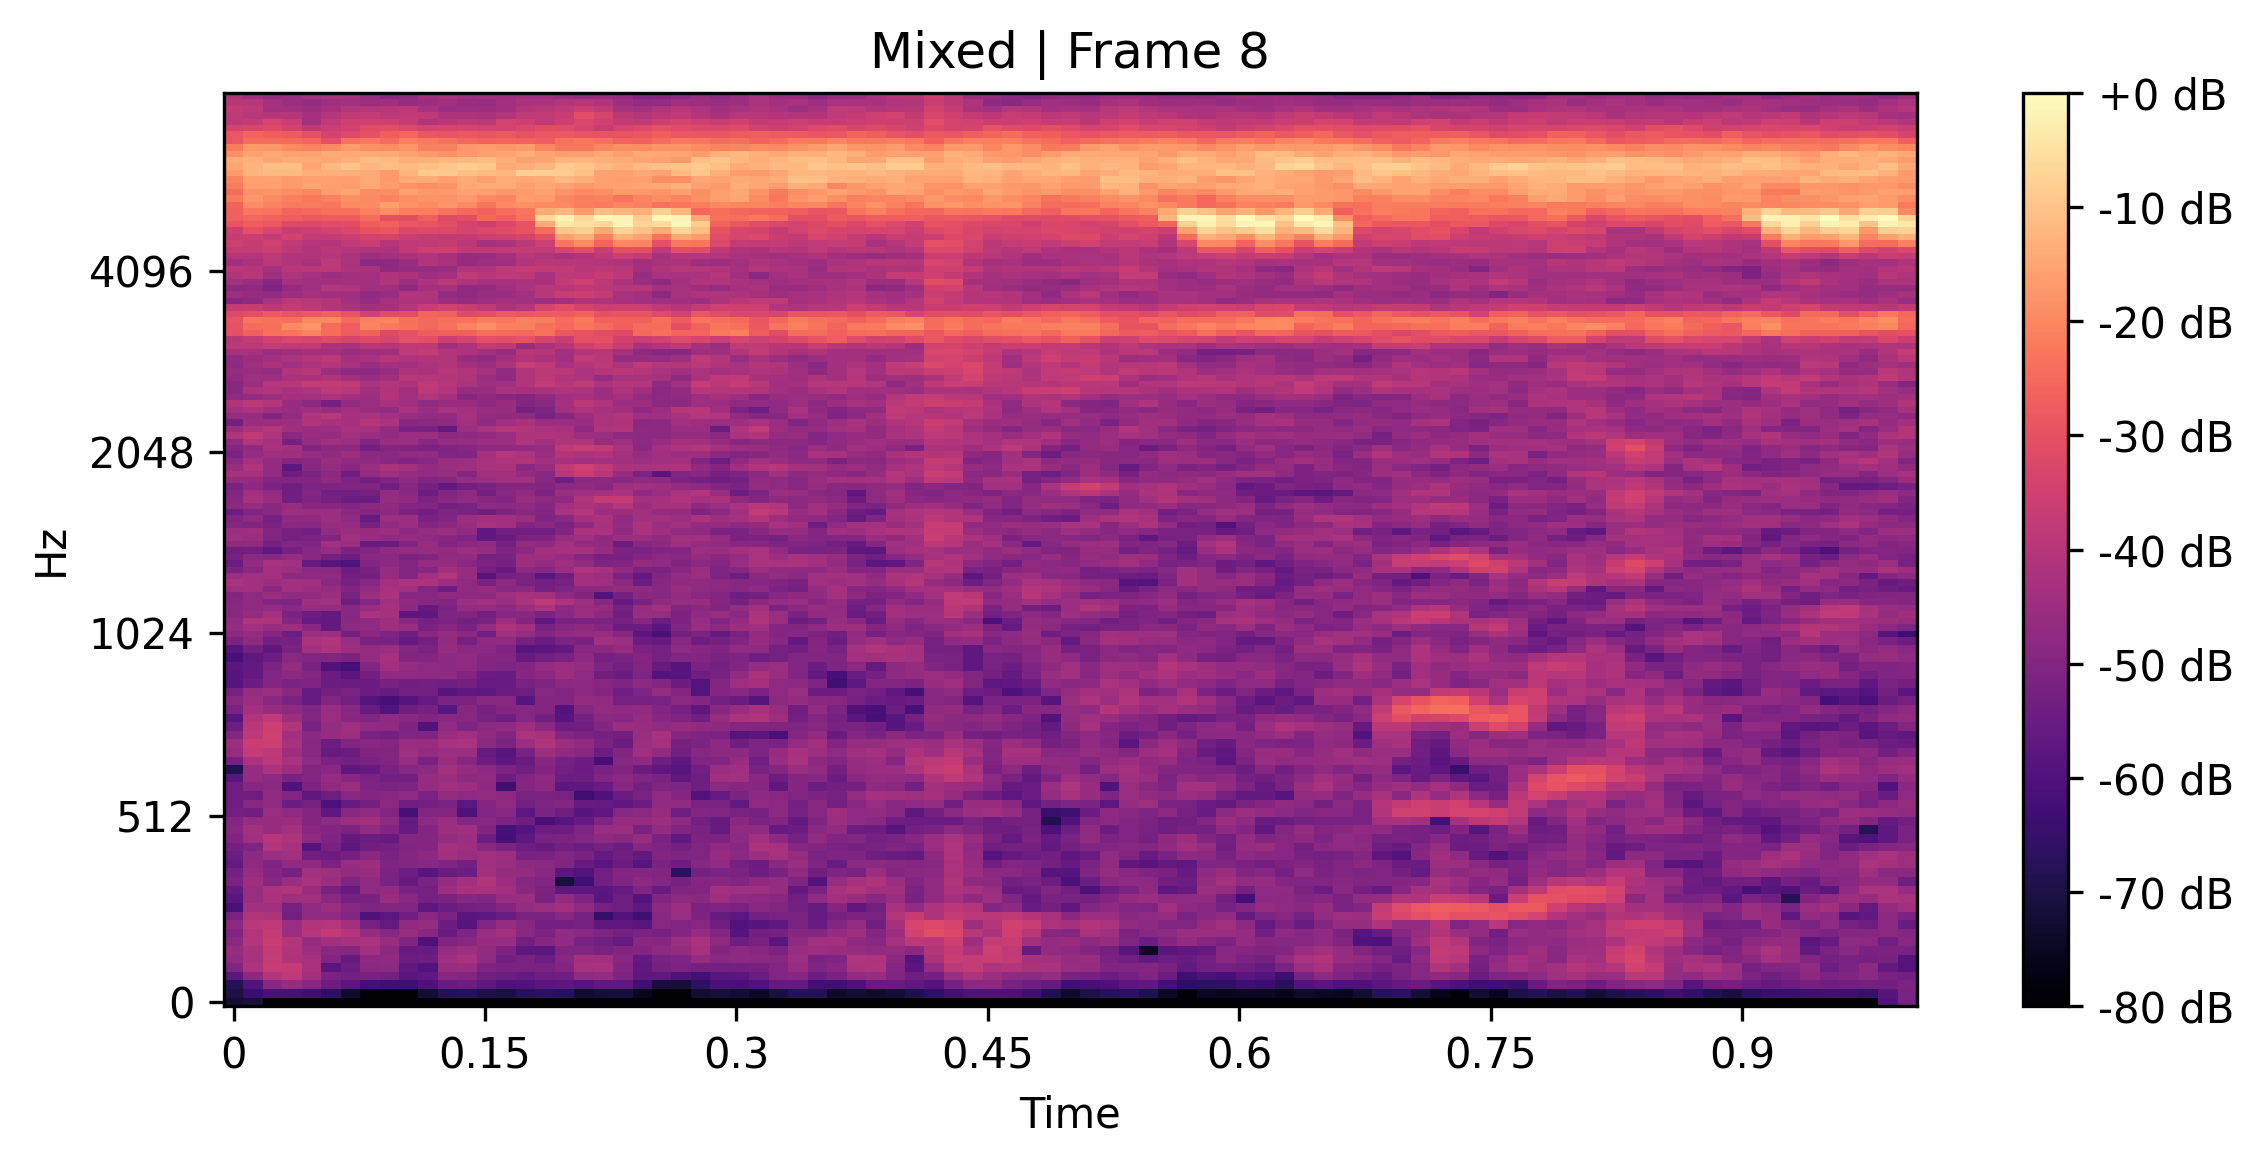 Mixed | Frame 8
Hz
4096
2048
1024
512
0
0 0.15 0.3 0.45 0.6 0.75 0.9
Time
+0 dB
-10 dB
-20 dB
-30 dB
-40 dB
-50 dB
-60 dB
-70 dB
-80 dB